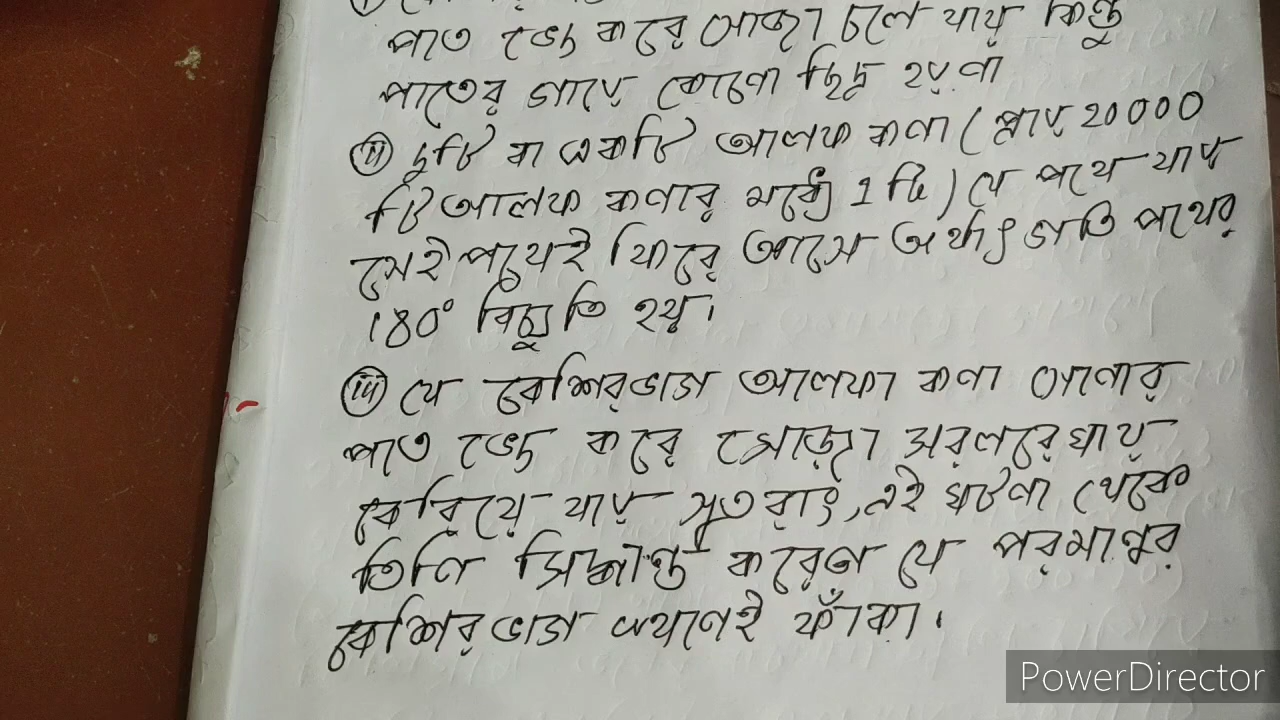 পাত ভেদ করে সোজা চলে যায় কিন্তু
পাতের গায়ে কোনো ছিদ্র হয় না
(ii) দুটি বা একটি আলফা কণা (প্রায় 20000
টি আলফা কণার মধ্যে 1 টি) যে পথে যায়
সেই পথেই ফিরে আসে অর্থাৎ গতি পথের
180° বিচ্যুতি হয়।
(iii) যে বেশিরভাগ আলফা কণা সোনার
পাত ভেদ করে সোজা সরলরেখায়
বেরিয়ে যায় সুতরাং, এই ঘটনা থেকে
তিনি সিদ্ধান্ত করেন যে পরমাণুর
বেশিরভাগ অংশই ফাঁকা।
PowerDirector